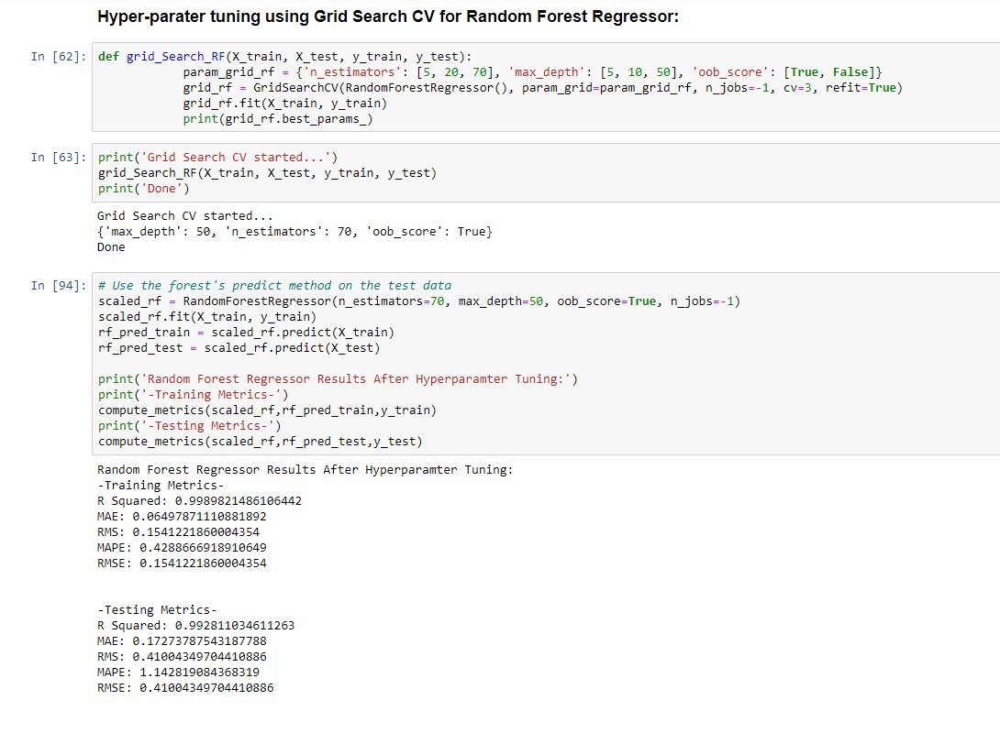 Hyper-parater tuning using Grid Search CV for Random Forest Regressor:
In [62]: def grid_Search_RF(X_train, X_test, y_train, y_test):
            param_grid_rf = {'n_estimators': [5, 20, 70], 'max_depth': [5, 10, 50], 'oob_score': [True, False]}
            grid_rf = GridSearchCV(RandomForestRegressor(), param_grid=param_grid_rf, n_jobs=-1, cv=3, refit=True)
            grid_rf.fit(X_train, y_train)
            print(grid_rf.best_params_)
In [63]: print('Grid Search CV started...')
grid_Search_RF(X_train, X_test, y_train, y_test)
print('Done')
Grid Search CV started...
{'max_depth': 50, 'n_estimators': 70, 'oob_score': True}
Done
In [94]: # Use the forest's predict method on the test data
scaled_rf = RandomForestRegressor(n_estimators=70, max_depth=50, oob_score=True, n_jobs=-1)
scaled_rf.fit(X_train, y_train)
rf_pred_train = scaled_rf.predict(X_train)
rf_pred_test = scaled_rf.predict(X_test)
print('Random Forest Regressor Results After Hyperparamter Tuning:')
print('-Training Metrics-')
compute_metrics(scaled_rf,rf_pred_train,y_train)
print('-Testing Metrics-')
compute_metrics(scaled_rf,rf_pred_test,y_test)
Random Forest Regressor Results After Hyperparamter Tuning:
-Training Metrics-
R Squared: 0.9989821486106442
MAE: 0.06497871110881892
RMS: 0.1541221860004354
MAPE: 0.4288666918910649
RMSE: 0.1541221860004354
-Testing Metrics-
R Squared: 0.992811034611263
MAE: 0.17273787543187788
RMS: 0.41004349704410886
MAPE: 1.142819084368319
RMSE: 0.41004349704410886